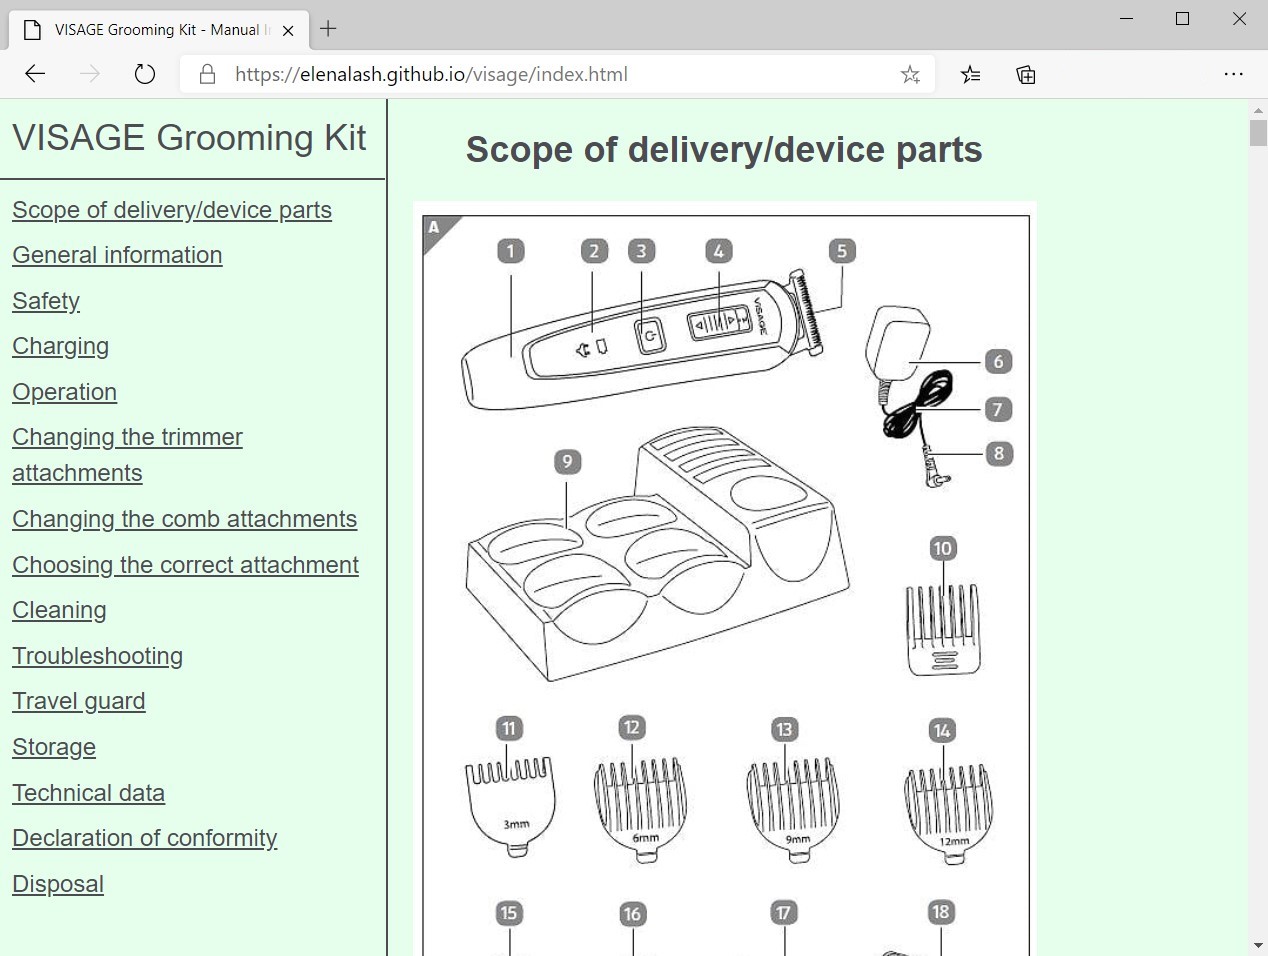 VISAGE Grooming Kit - Manual
https://elenalash.github.io/visage/index.html
VISAGE Grooming Kit
Scope of delivery/device parts
General information
Safety
Charging
Operation
Changing the trimmer
attachments
Changing the comb attachments
Choosing the correct attachment
Cleaning
Troubleshooting
Travel guard
Storage
Technical data
Declaration of conformity
Disposal
Scope of delivery/device parts
A
1 2 3 4 5
VISAGE
6
7
8
9
10
11 12 13 14
3mm 6mm 9mm 12mm
15 16 17 18